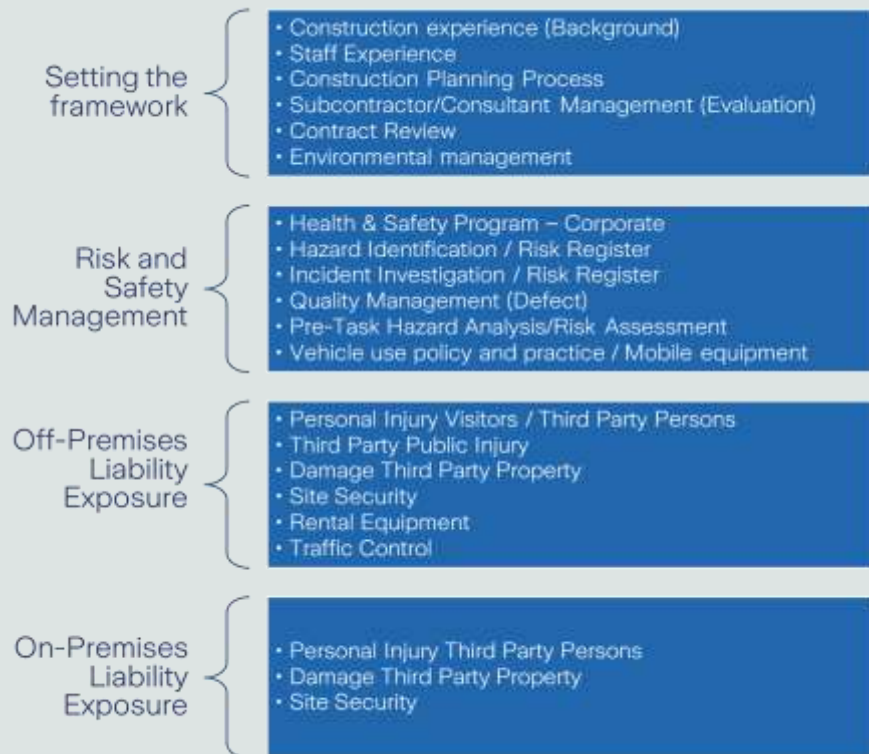 Setting the
framework
• Construction experience (Background)
• Staff Experience
• Construction Planning Process
• Subcontractor/Consultant Management (Evaluation)
• Contract Review
• Environmental management
Risk and
Safety
Management
• Health & Safety Program – Corporate
• Hazard Identification / Risk Register
• Incident Investigation / Risk Register
• Quality Management (Defect)
• Pre-Task Hazard Analysis/Risk Assessment
• Vehicle use policy and practice / Mobile equipment
Off-Premises
Liability
Exposure
• Personal Injury Visitors / Third Party Persons
• Third Party Public Injury
• Damage Third Party Property
• Site Security
• Rental Equipment
• Traffic Control
On-Premises
Liability
Exposure
• Personal Injury Third Party Persons
• Damage Third Party Property
• Site Security